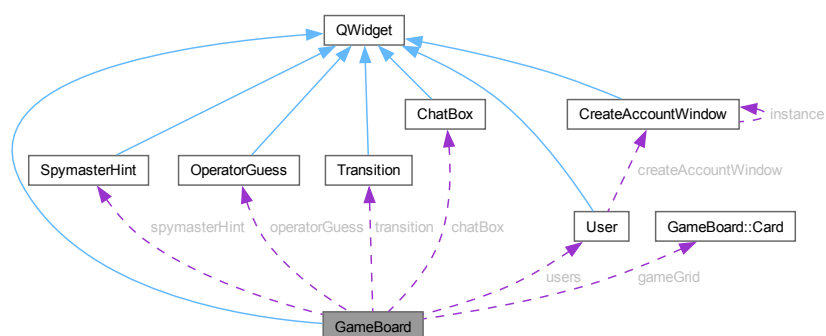 QWidget
ChatBox
CreateAccountWindow
instance
SpymasterHint
OperatorGuess
Transition
createAccountWindow
spymasterHint
operatorGuess
transition
chatBox
User
GameBoard::Card
users
gameGrid
GameBoard